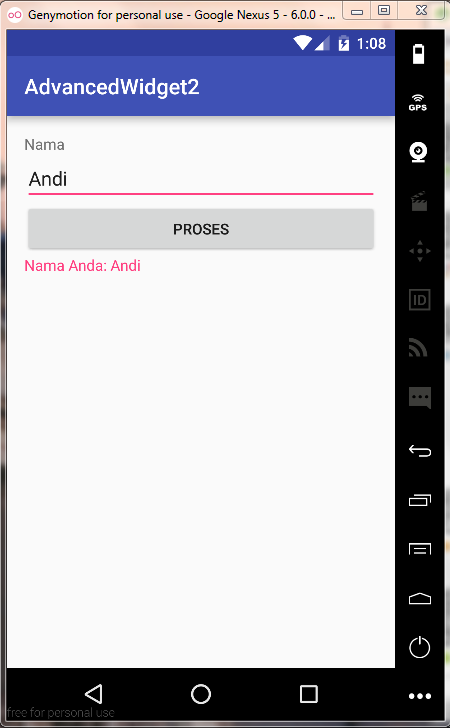 Genymotion for personal use - Google Nexus 5 - 6.0.0 - ...
1:08
AdvancedWidget2
GPS
Nama
Andi
PROSES
Nama Anda: Andi
ID
free for personal use